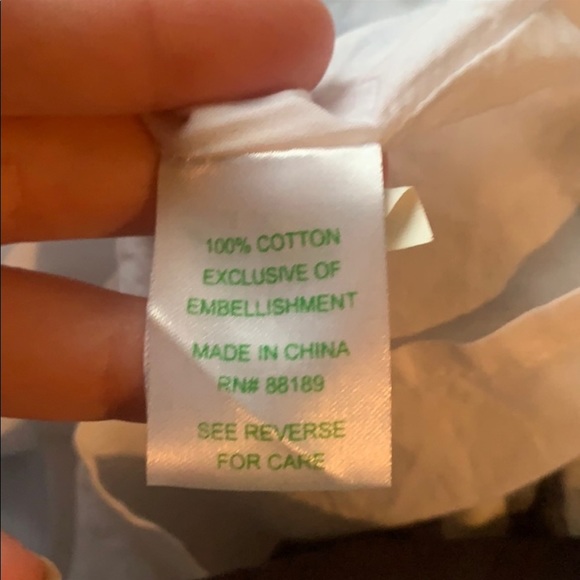 100% COTTON
EXCLUSIVE OF
EMBELLISHMENT
MADE IN CHINA
RN# 88189
SEE REVERSE
FOR CARE